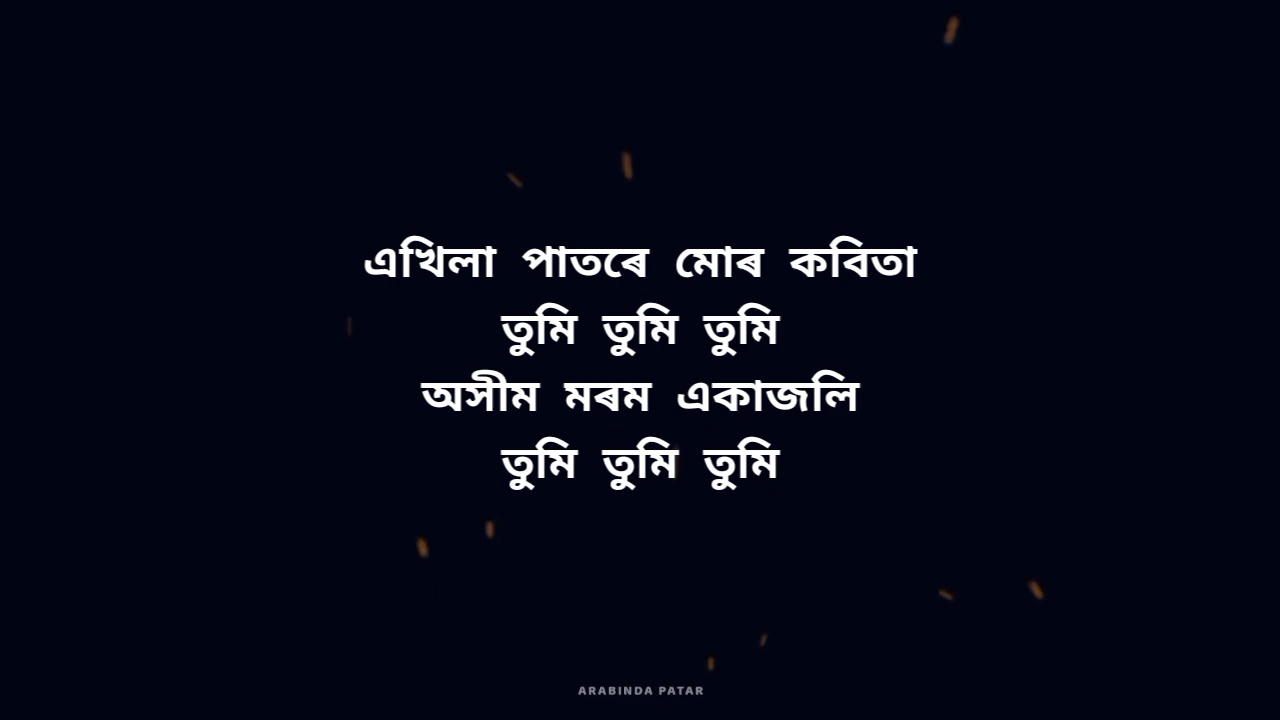 এখিলা পাতৰে মোৰ কবিতা
তুমি তুমি তুমি
অসীম মৰম একাজলি
তুমি তুমি তুমি
ARABINDA PATAR